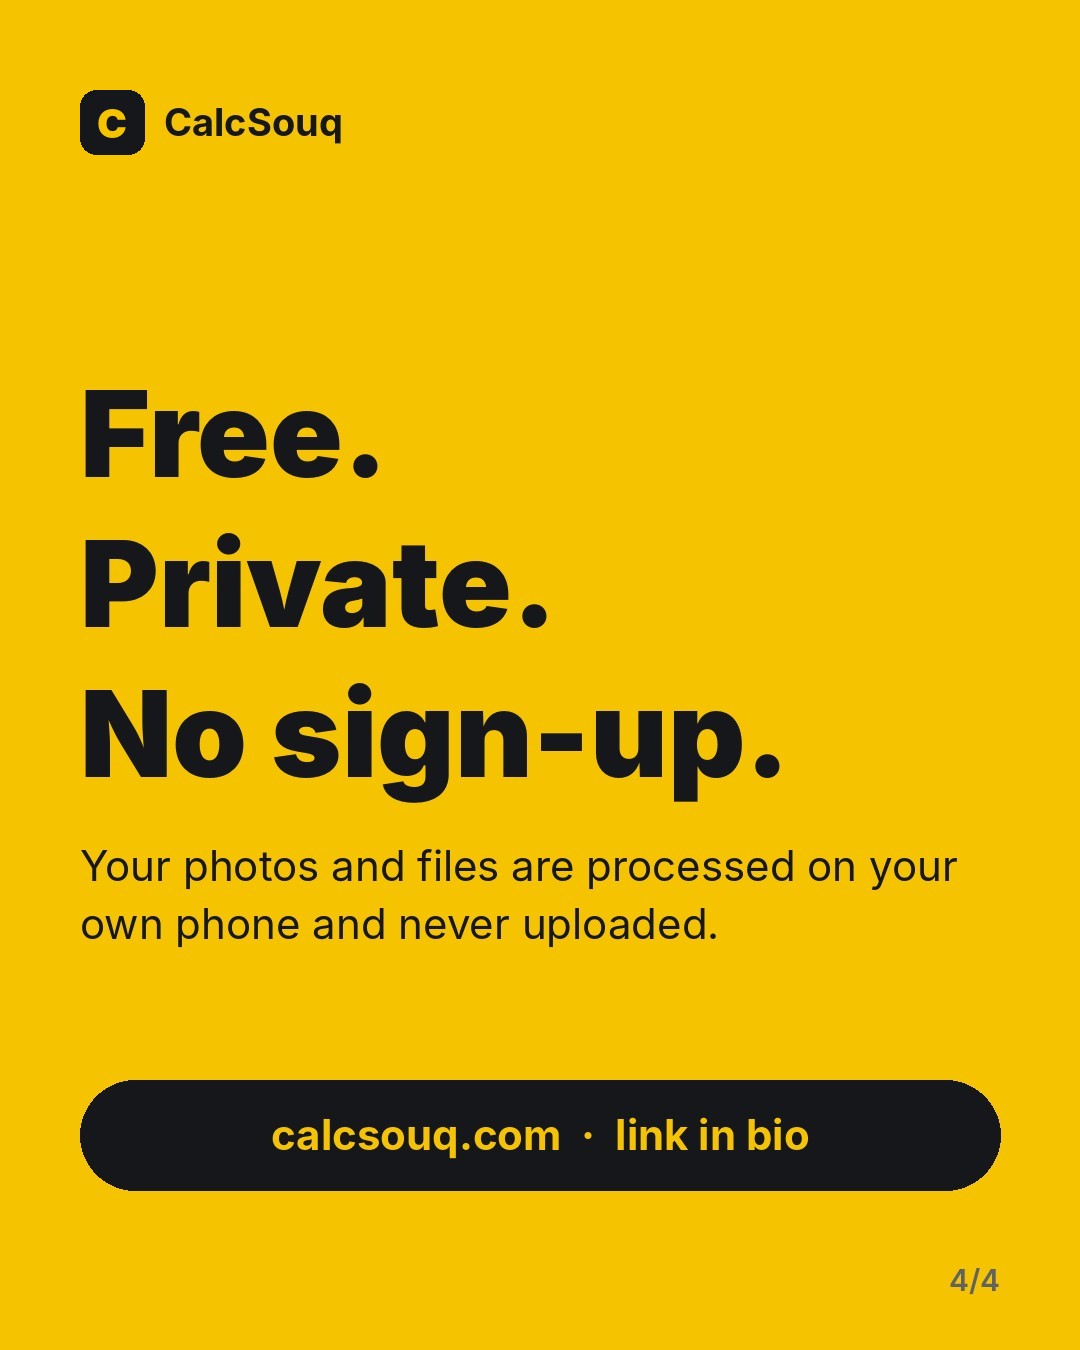 C CalcSouq
Free.
Private.
No sign-up.
Your photos and files are processed on your
own phone and never uploaded.
calcsouq.com · link in bio
4/4